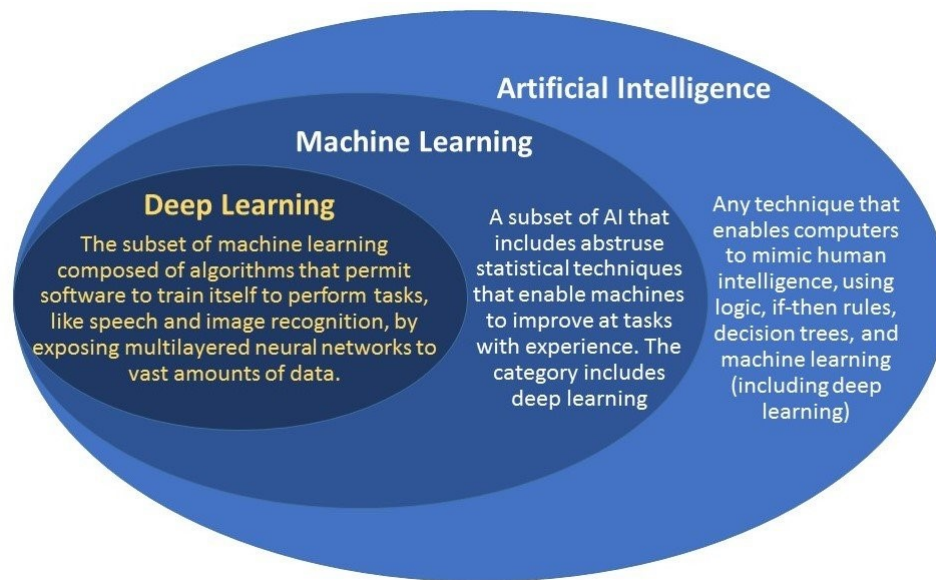 Artificial Intelligence
Machine Learning
Deep Learning
The subset of machine learning
composed of algorithms that permit
software to train itself to perform tasks,
like speech and image recognition, by
exposing multilayered neural networks to
vast amounts of data.
A subset of AI that
includes abstruse
statistical techniques
that enable machines
to improve at tasks
with experience. The
category includes
deep learning
Any technique that
enables computers
to mimic human
intelligence, using
logic, if-then rules,
decision trees, and
machine learning
(including deep
learning)